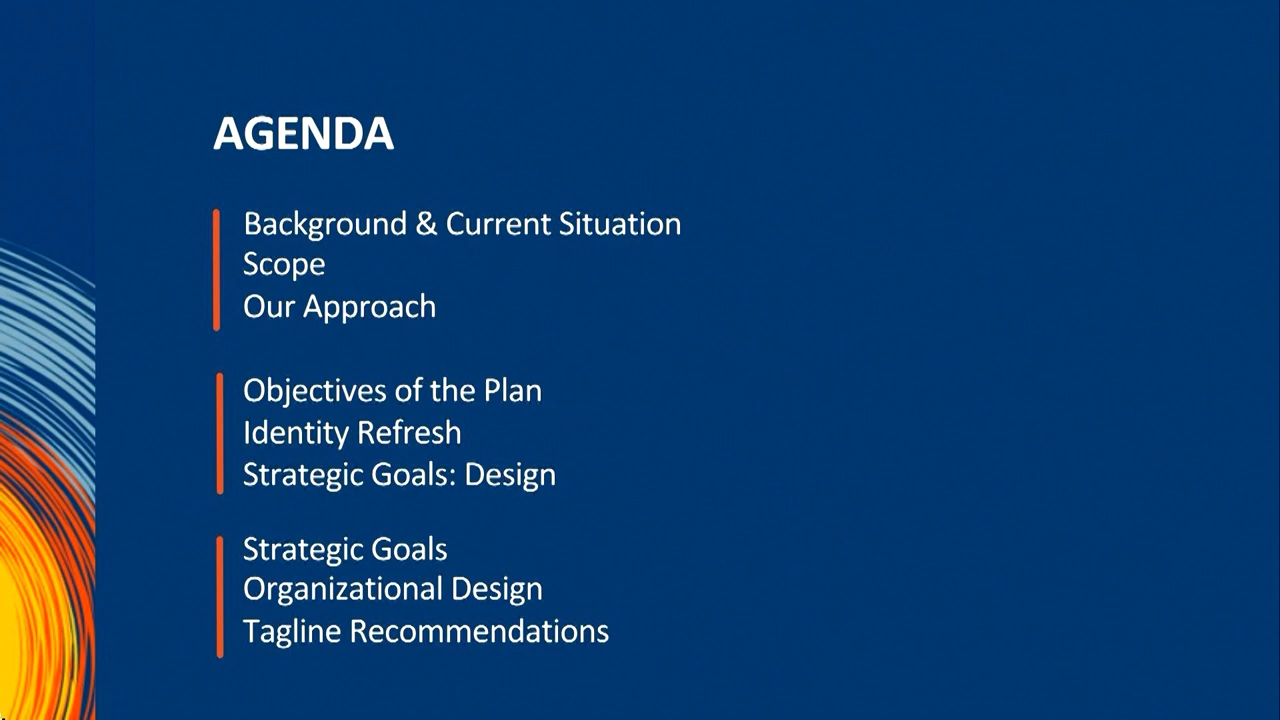 AGENDA
Background & Current Situation
Scope
Our Approach
Objectives of the Plan
Identity Refresh
Strategic Goals: Design
Strategic Goals
Organizational Design
Tagline Recommendations